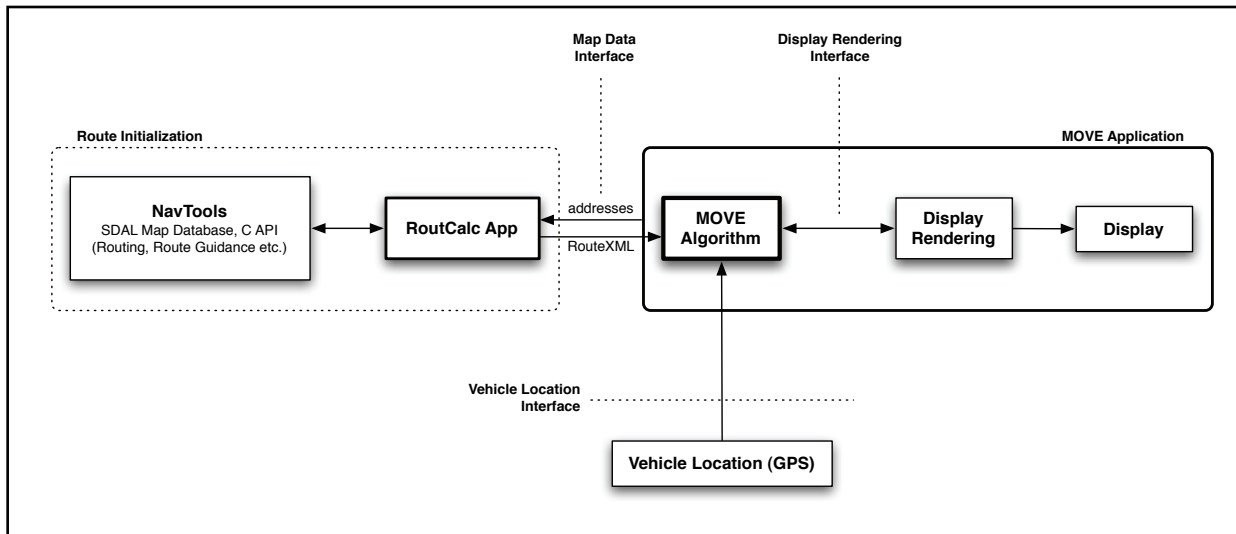 Map Data
Interface
Display Rendering
Interface
Route Initialization
MOVE Application
NavTools
SDAL Map Database, C API
(Routing, Route Guidance etc.)
RoutCalc App
addresses
RouteXML
MOVE
Algorithm
Display
Rendering
Display
Vehicle Location
Interface
Vehicle Location (GPS)